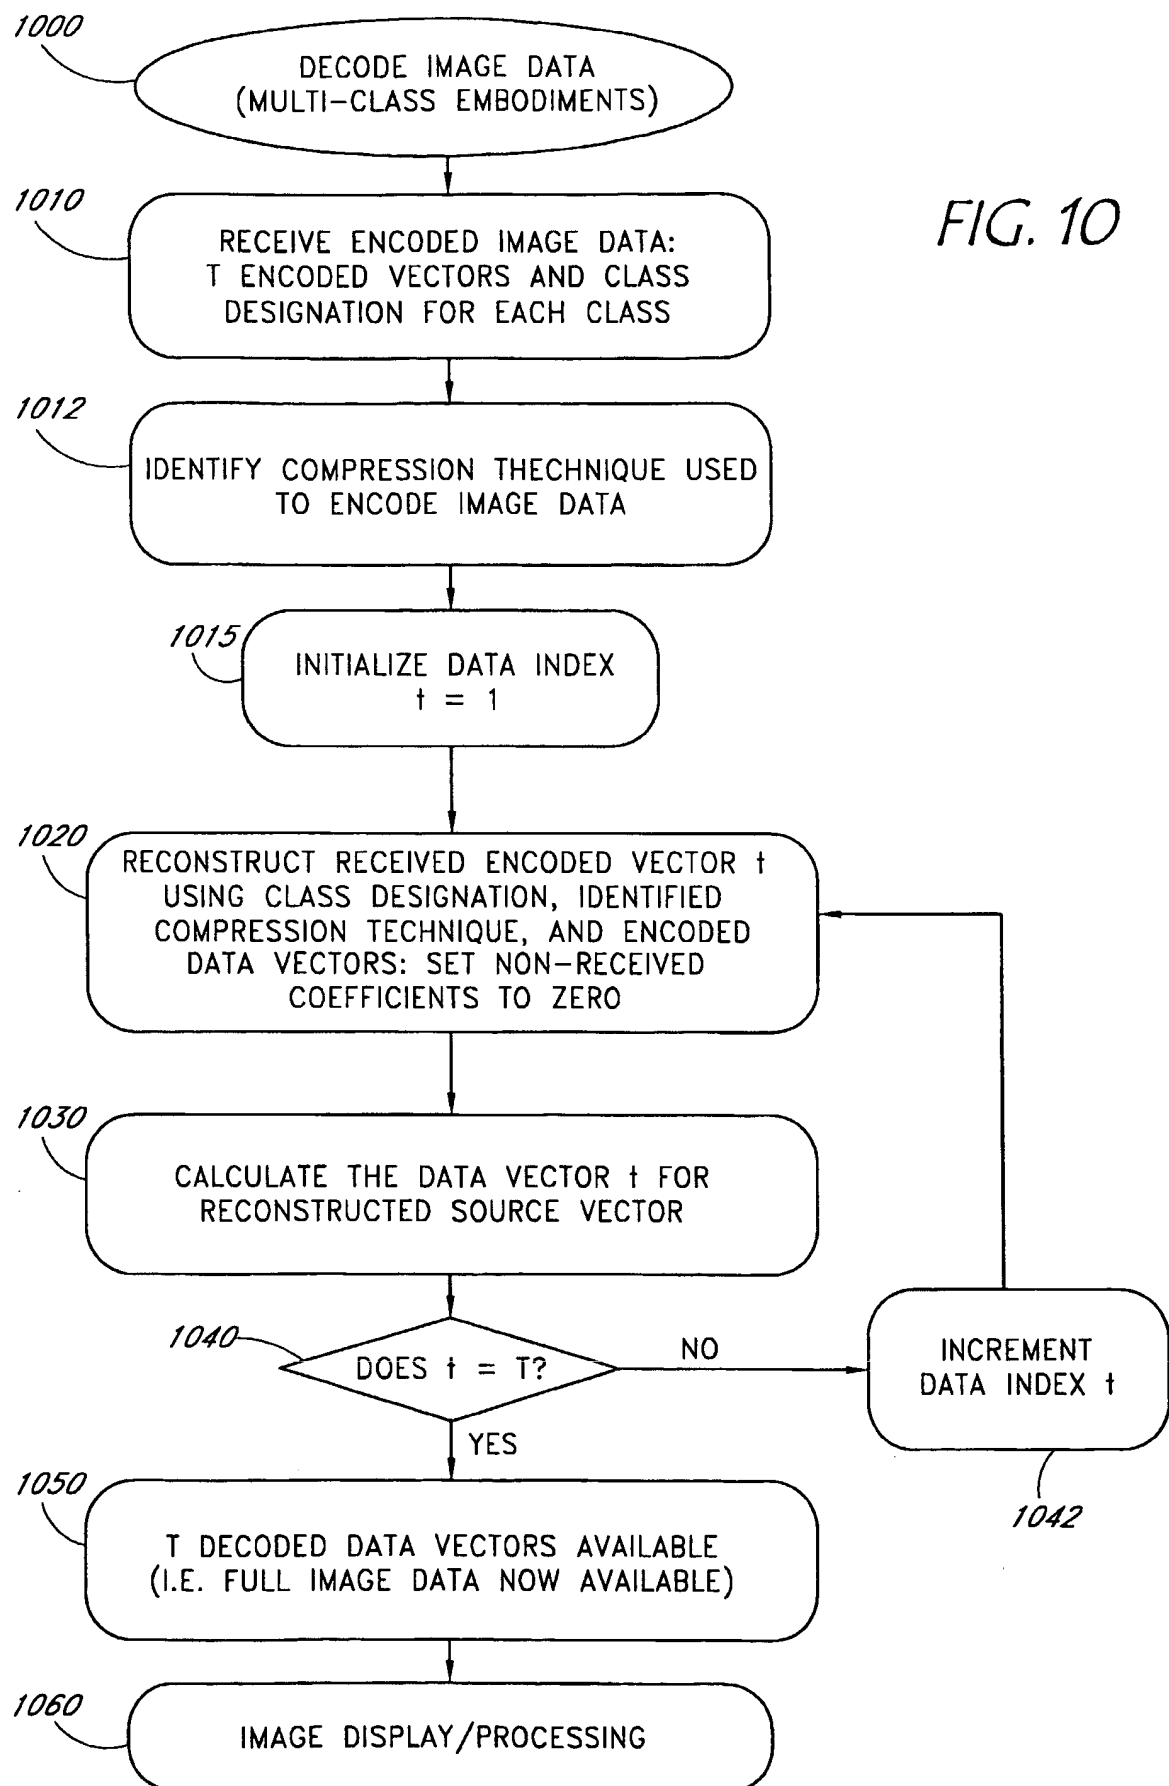 1000
DECODE IMAGE DATA
(MULTI-CLASS EMBODIMENTS)
FIG. 10
1010
RECEIVE ENCODED IMAGE DATA:
T ENCODED VECTORS AND CLASS
DESIGNATION FOR EACH CLASS
1012
IDENTIFY COMPRESSION THECHNIQUE USED
TO ENCODE IMAGE DATA
1015
INITIALIZE DATA INDEX
t = 1
1020
RECONSTRUCT RECEIVED ENCODED VECTOR t
USING CLASS DESIGNATION, IDENTIFIED
COMPRESSION TECHNIQUE, AND ENCODED
DATA VECTORS: SET NON-RECEIVED
COEFFICIENTS TO ZERO
1030
CALCULATE THE DATA VECTOR t FOR
RECONSTRUCTED SOURCE VECTOR
1040
DOES t = T?
NO
INCREMENT
DATA INDEX t
1042
YES
1050
T DECODED DATA VECTORS AVAILABLE
(I.E. FULL IMAGE DATA NOW AVAILABLE)
1060
IMAGE DISPLAY/PROCESSING